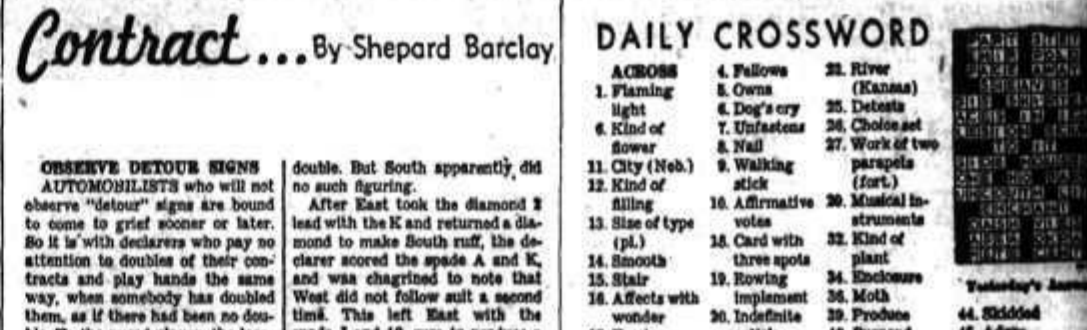 Contract... By Shepard Barclay
OBSERVE DETOUR SIGNS
AUTOMOBILISTS who will not
observe "detour" signs are bound
to come to grief sooner or later.
So it is with declarers who pay no
attention to doubles of their con-
tracts and play hands the same
way, when somebody has doubled
them, as if there had been no dou-
double. But South apparently did
no such figuring.
After East took the diamond 2
lead with the K and returned a dia-
mond to make South ruff, the de-
clarer scored the spade A and K,
and was chagrined to note that
West did not follow suit a second
time. This left East with the
DAILY CROSSWORD
ACROSS
1. Flaming
light
6. Kind of
flower
11. City (Neb.)
12. Kind of
filling
13. Size of type
(pl.)
14. Smooth
15. Stair
16. Affects with
wonder
4. Fellows
5. Owns
6. Dog's cry
7. Unfastens
8. Nail
9. Walking
stick
10. Affirmative
votes
18. Card with
three spots
19. Rowing
implement
20. Indefinite
22. River
(Kansas)
25. Detests
26. Choice set
27. Work of two
parapets
(fort.)
29. Musical in-
struments
32. Kind of
plant
34. Enclosure
36. Moth
39. Produce
Yesterday's
44. Skidded